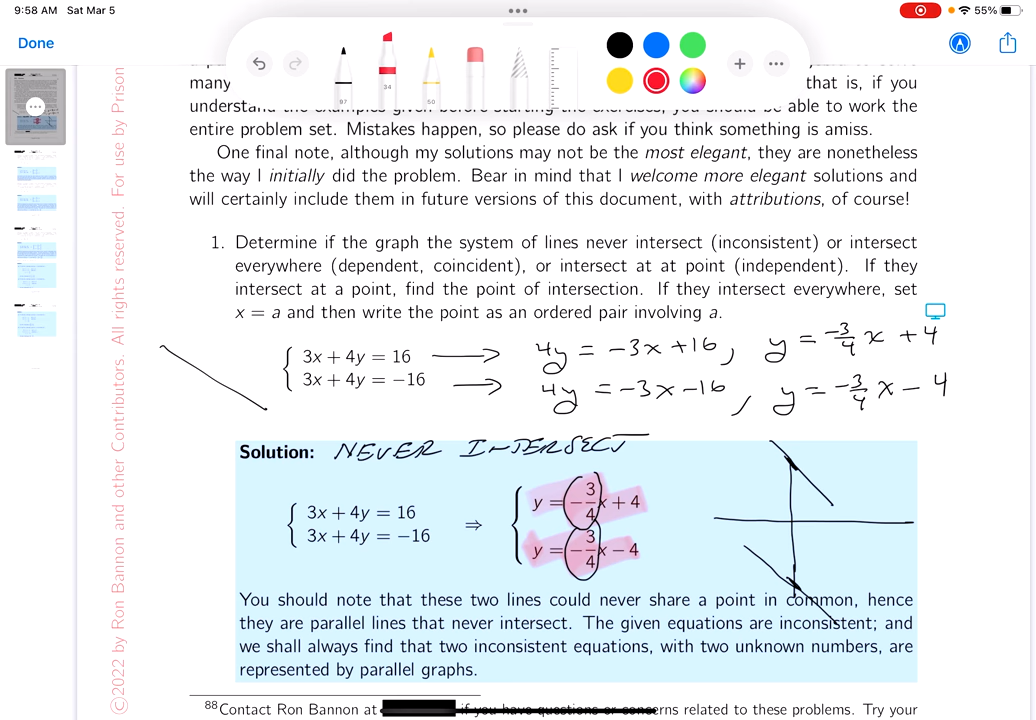 9:58 AM Sat Mar 5
55%
Done
97
34
50
many that is, if you
able to work the
entire problem set. Mistakes happen, so please do ask if you think something is amiss.
One final note, although my solutions may not be the most elegant, they are nonetheless
the way I initially did the problem. Bear in mind that I welcome more elegant solutions and
will certainly include them in future versions of this document, with attributions, of course!
1. Determine if the graph the system of lines never intersect (inconsistent) or intersect
everywhere (dependent, coincident), or intersect at at point (independent). If they
intersect at a point, find the point of intersection. If they intersect everywhere, set
x = a and then write the point as an ordered pair involving a.
3x + 4y = 16 → 4y = -3x + 16, y = -3/4 x + 4
3x + 4y = −16 → 4y = -3x - 16, y = -3/4 x - 4
Solution: NEVER INTERSECT
3x + 4y = 16 ⇒ y = −3/4 x + 4
3x + 4y = −16 y = −3/4 x − 4
You should note that these two lines could never share a point in common, hence
they are parallel lines that never intersect. The given equations are inconsistent; and
we shall always find that two inconsistent equations, with two unknown numbers, are
represented by parallel graphs.
88 Contact Ron Bannon at if you have questions or concerns related to these problems. Try your
©2022 by Ron Bannon and other Contributors. All rights reserved. For use by Prison